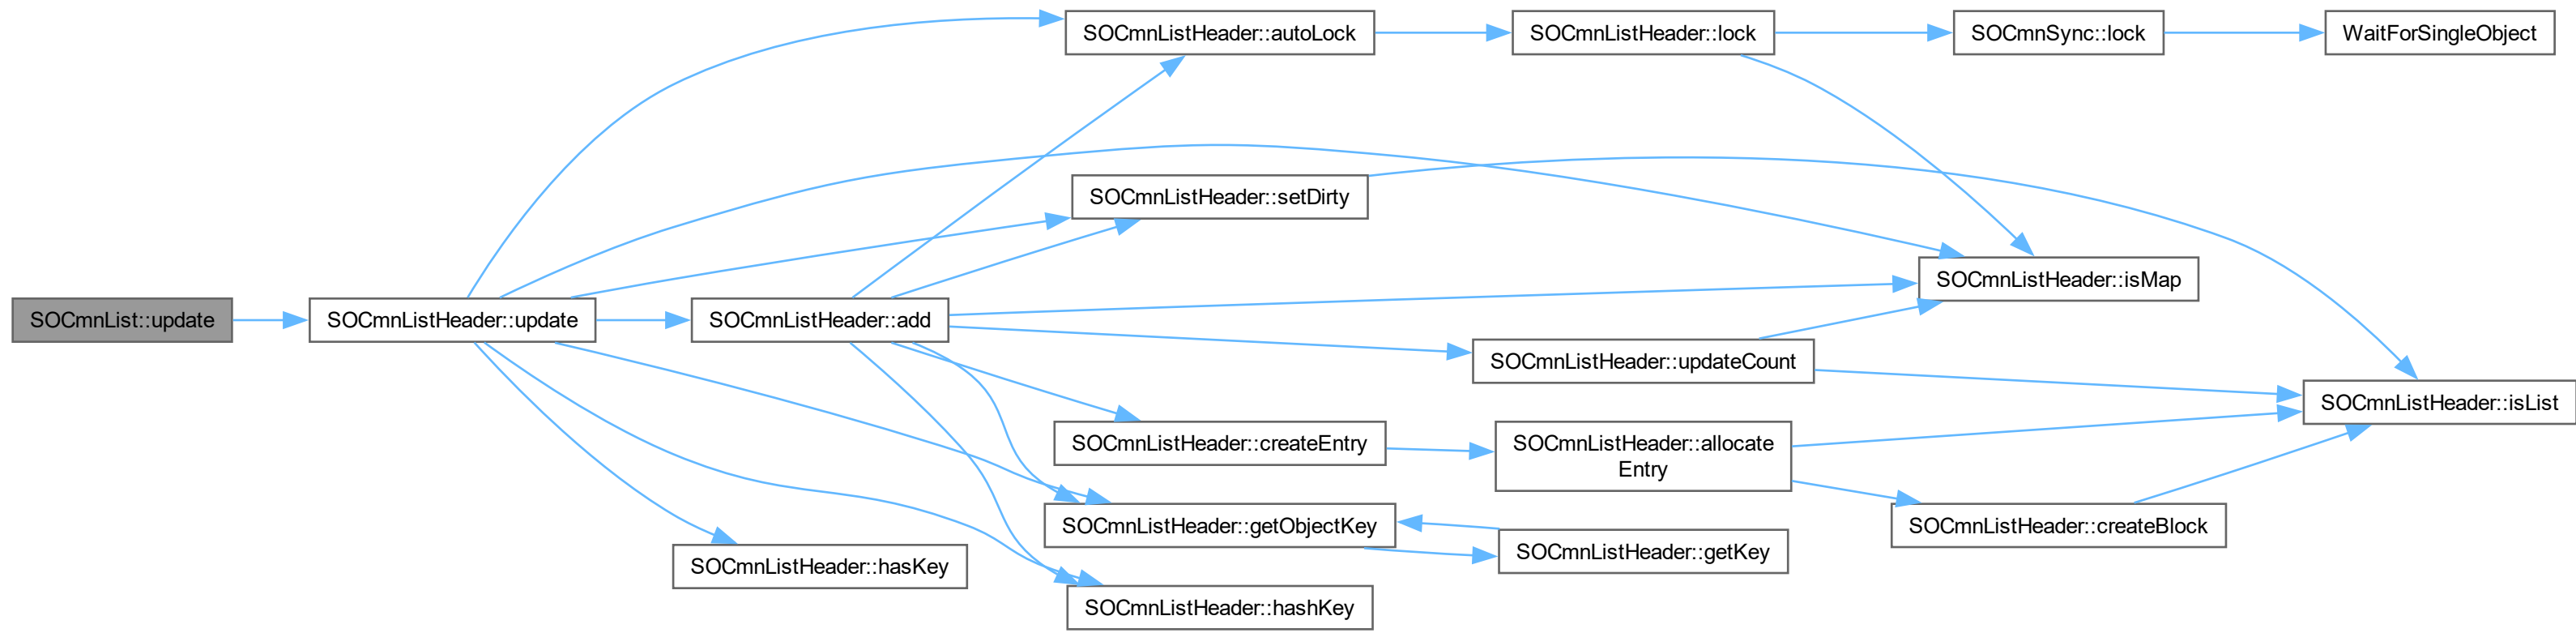 SOCmnList::update
SOCmnListHeader::update
SOCmnListHeader::add
SOCmnListHeader::autoLock
SOCmnListHeader::lock
SOCmnSync::lock
WaitForSingleObject
SOCmnListHeader::setDirty
SOCmnListHeader::isMap
SOCmnListHeader::updateCount
SOCmnListHeader::isList
SOCmnListHeader::createEntry
SOCmnListHeader::allocate
Entry
SOCmnListHeader::createBlock
SOCmnListHeader::getObjectKey
SOCmnListHeader::getKey
SOCmnListHeader::hasKey
SOCmnListHeader::hashKey